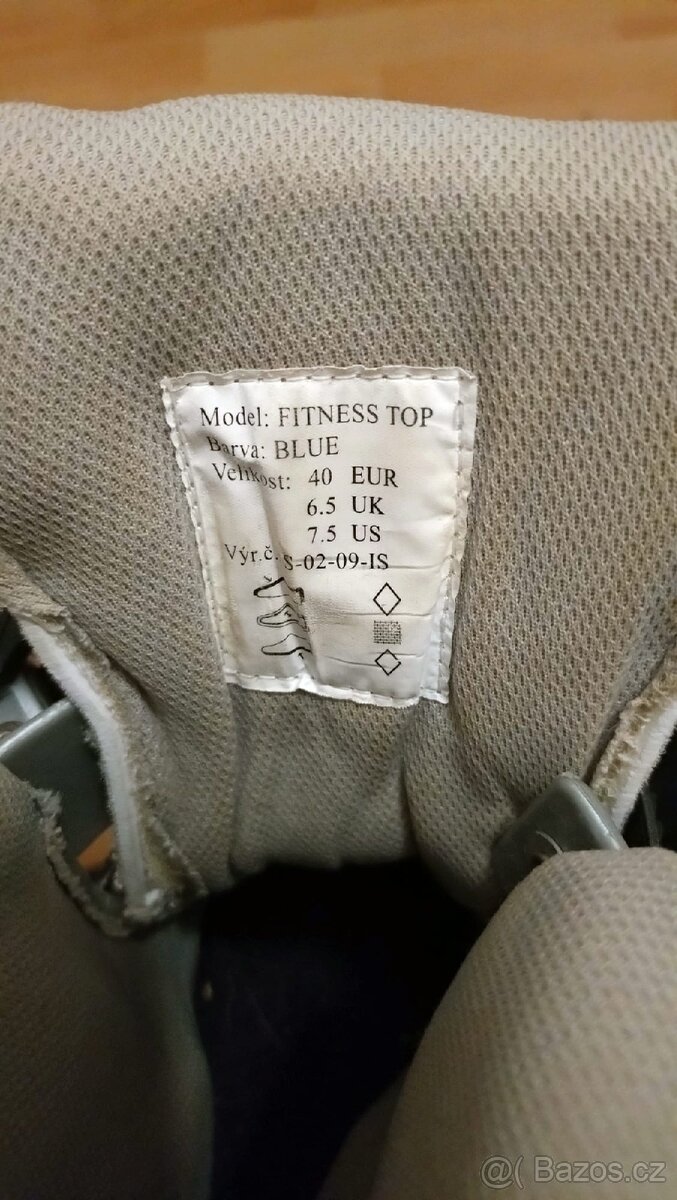 Model: FITNESS TOP
Barva: BLUE
Velikost: 40 EUR
6.5 UK
7.5 US
Výr.č. S-02-09-IS
@( Bazos.cz